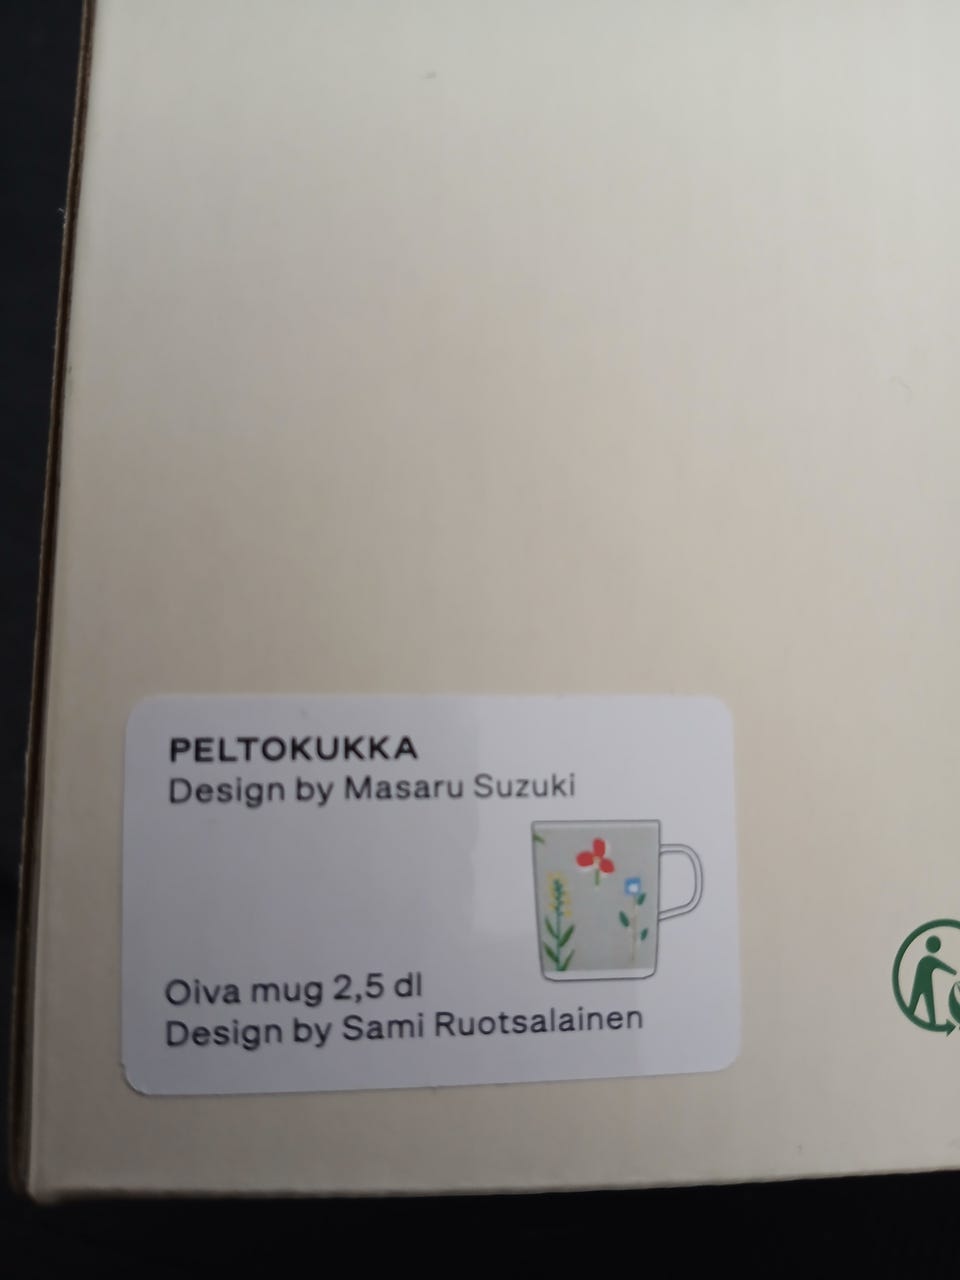 PELTOKUKKA
Design by Masaru Suzuki
Oiva mug 2,5 dl
Design by Sami Ruotsalainen